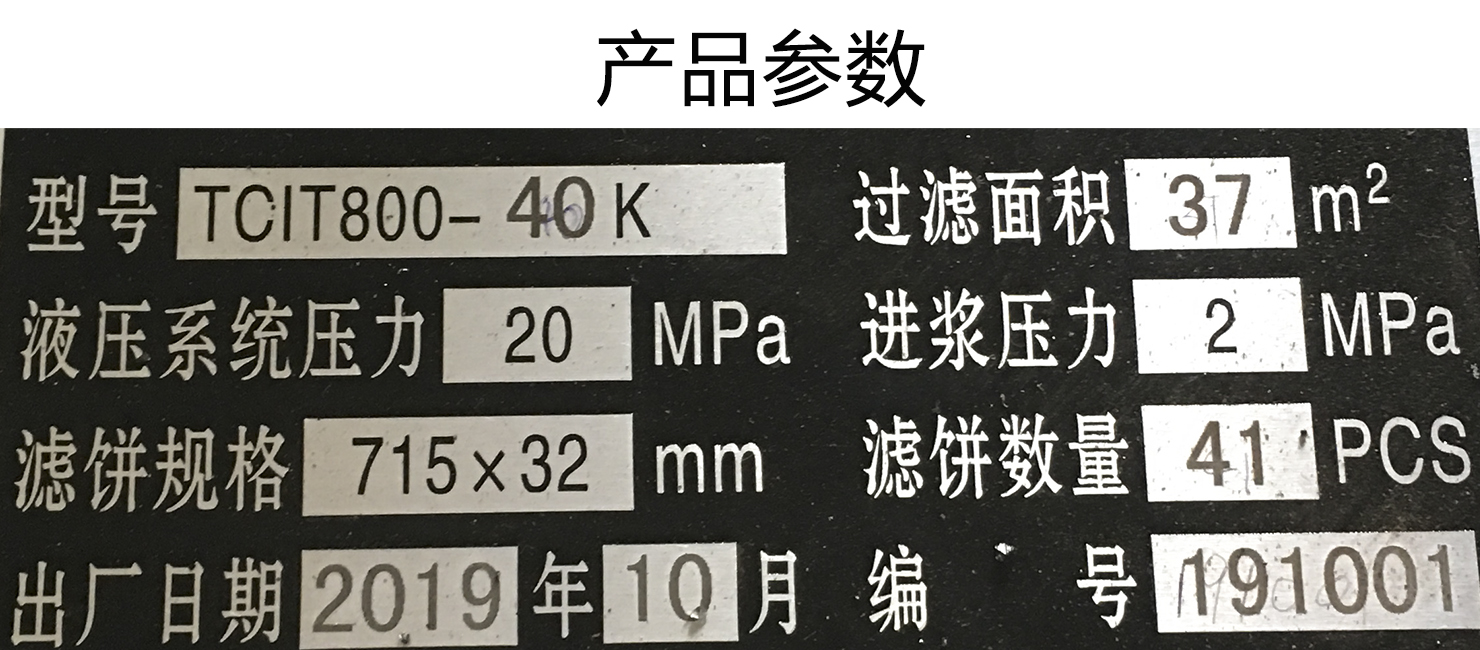 产品参数
型号 TCIT800-40K 过滤面积 37 m²
液压系统压力 20 MPa 进浆压力 2 MPa
滤饼规格 715×32 mm 滤饼数量 41 PCS
出厂日期 2019 年 10 月 编号 191001